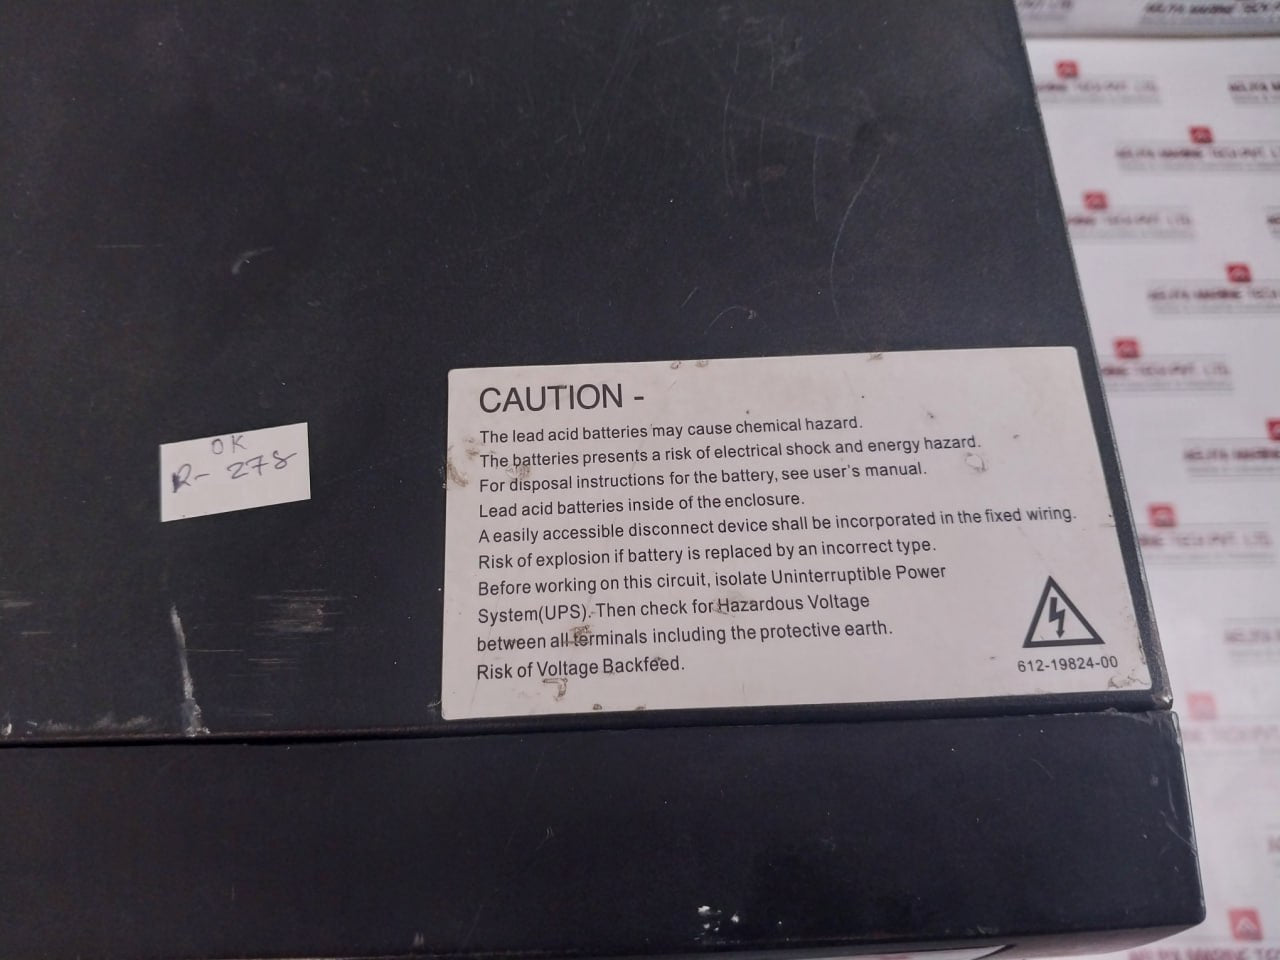 OK
R-278
CAUTION -
The lead acid batteries may cause chemical hazard.
The batteries presents a risk of electrical shock and energy hazard.
For disposal instructions for the battery, see user's manual.
Lead acid batteries inside of the enclosure.
A easily accessible disconnect device shall be incorporated in the fixed wiring.
Risk of explosion if battery is replaced by an incorrect type.
Before working on this circuit, isolate Uninterruptible Power
System(UPS). Then check for Hazardous Voltage
between all terminals including the protective earth.
Risk of Voltage Backfeed.
612-19824-00